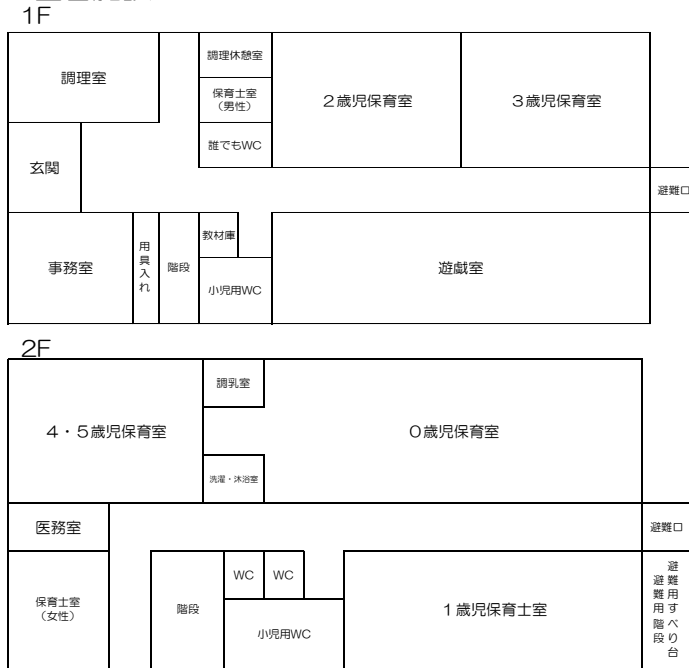 1F
調理室
調理休憩室
保育士室
（男性）
誰でもWC
２歳児保育室
３歳児保育室
玄関
避難口
事務室
用具入れ
階段
教材庫
小児用WC
遊戯室
2F
４・５歳児保育室
調乳室
洗濯・沐浴室
０歳児保育室
医務室
避難口
保育士室
（女性）
階段
WC
WC
小児用WC
１歳児保育士室
避難用すべり台
避難用階段